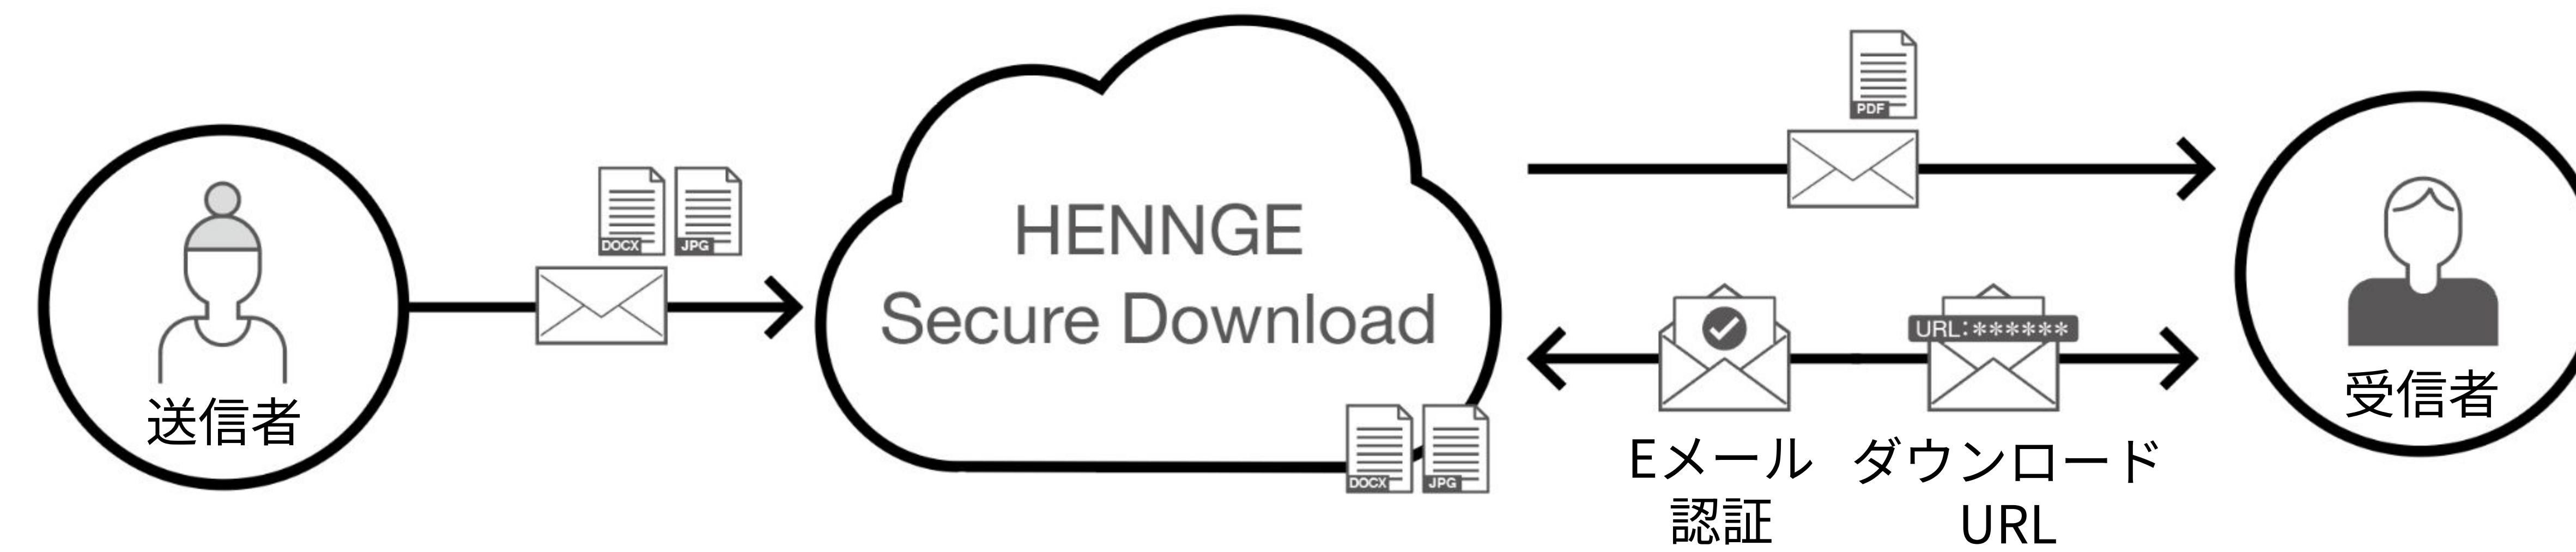 送信者
DOCX
JPG
HENNGE
Secure Download
DOCX
JPG
PDF
URL:******
Eメール
認証
ダウンロード
URL
受信者